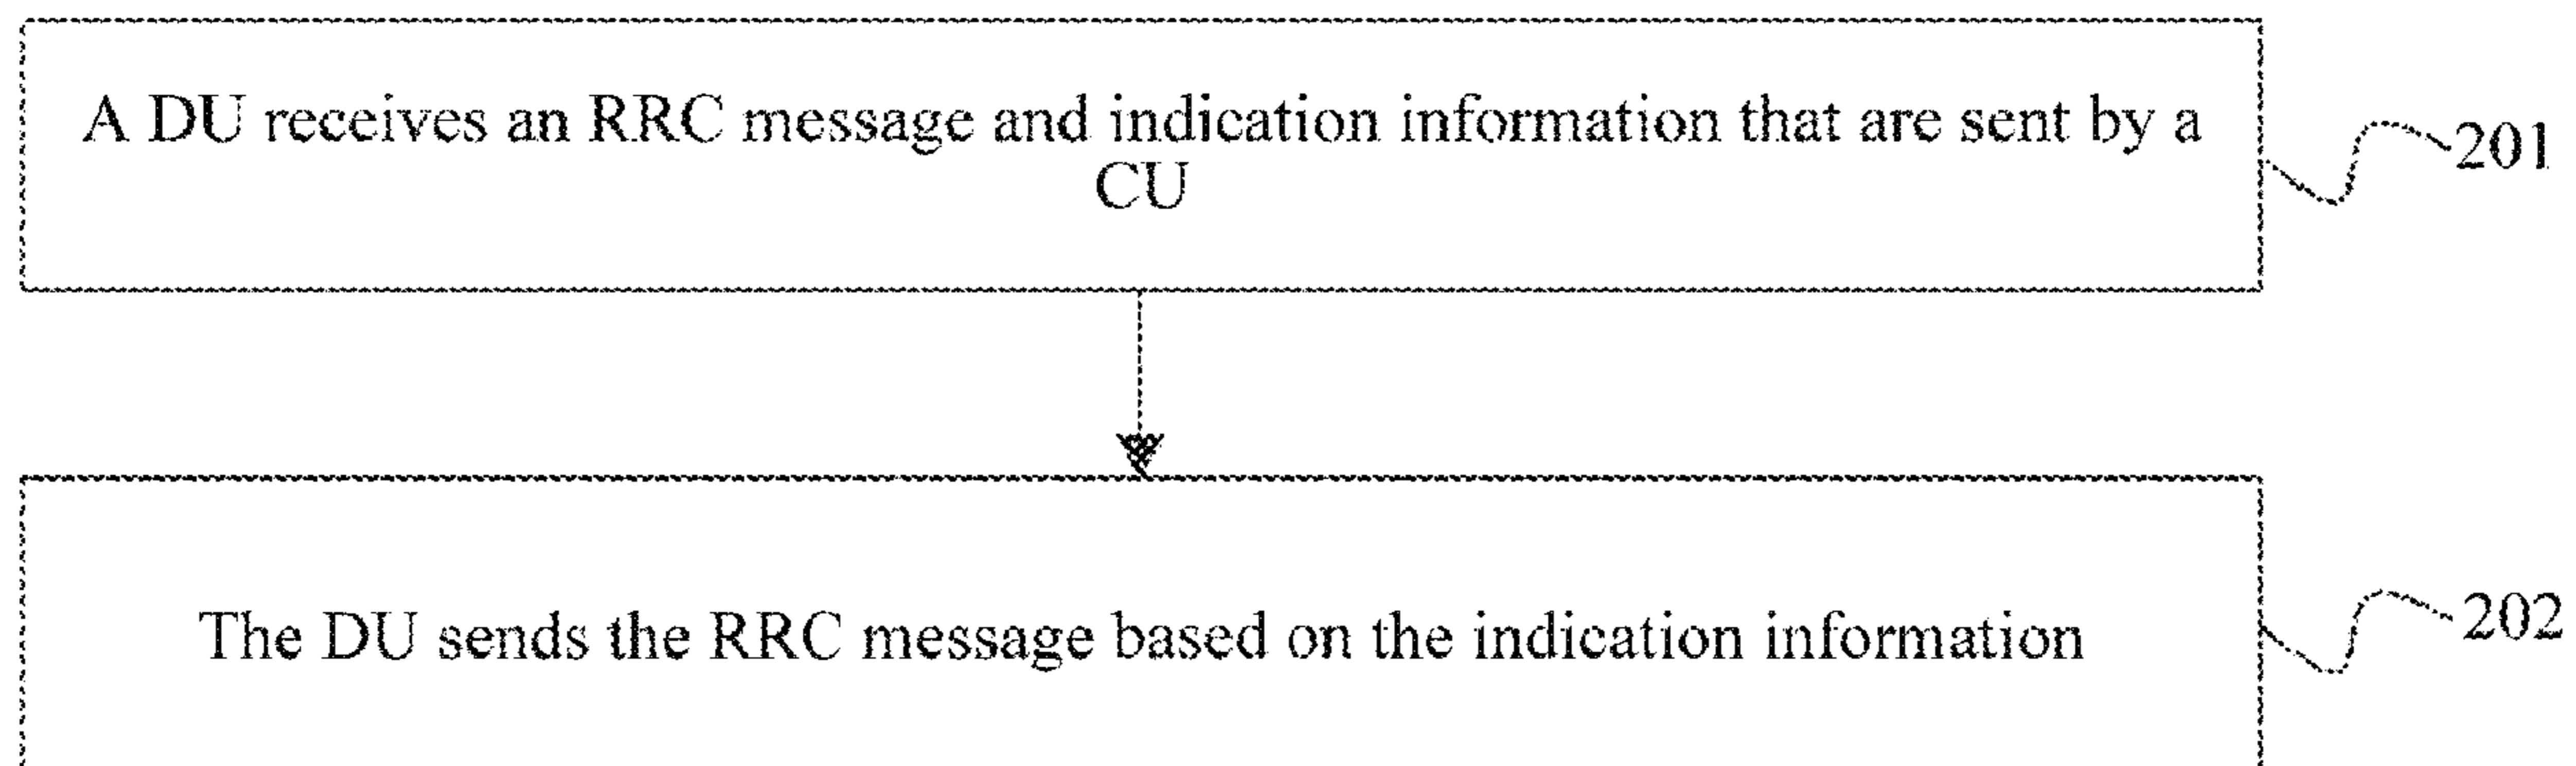 A DU receives an RRC message and indication information that are sent by a
CU
201
The DU sends the RRC message based on the indication information
202